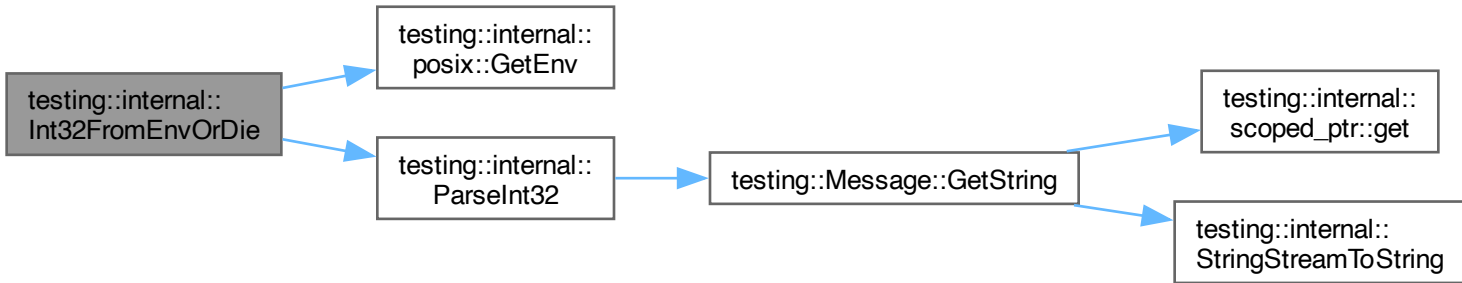 testing::internal::
Int32FromEnvOrDie
testing::internal::
posix::GetEnv
testing::internal::
ParseInt32
testing::Message::GetString
testing::internal::
scoped_ptr::get
testing::internal::
StringStreamToString